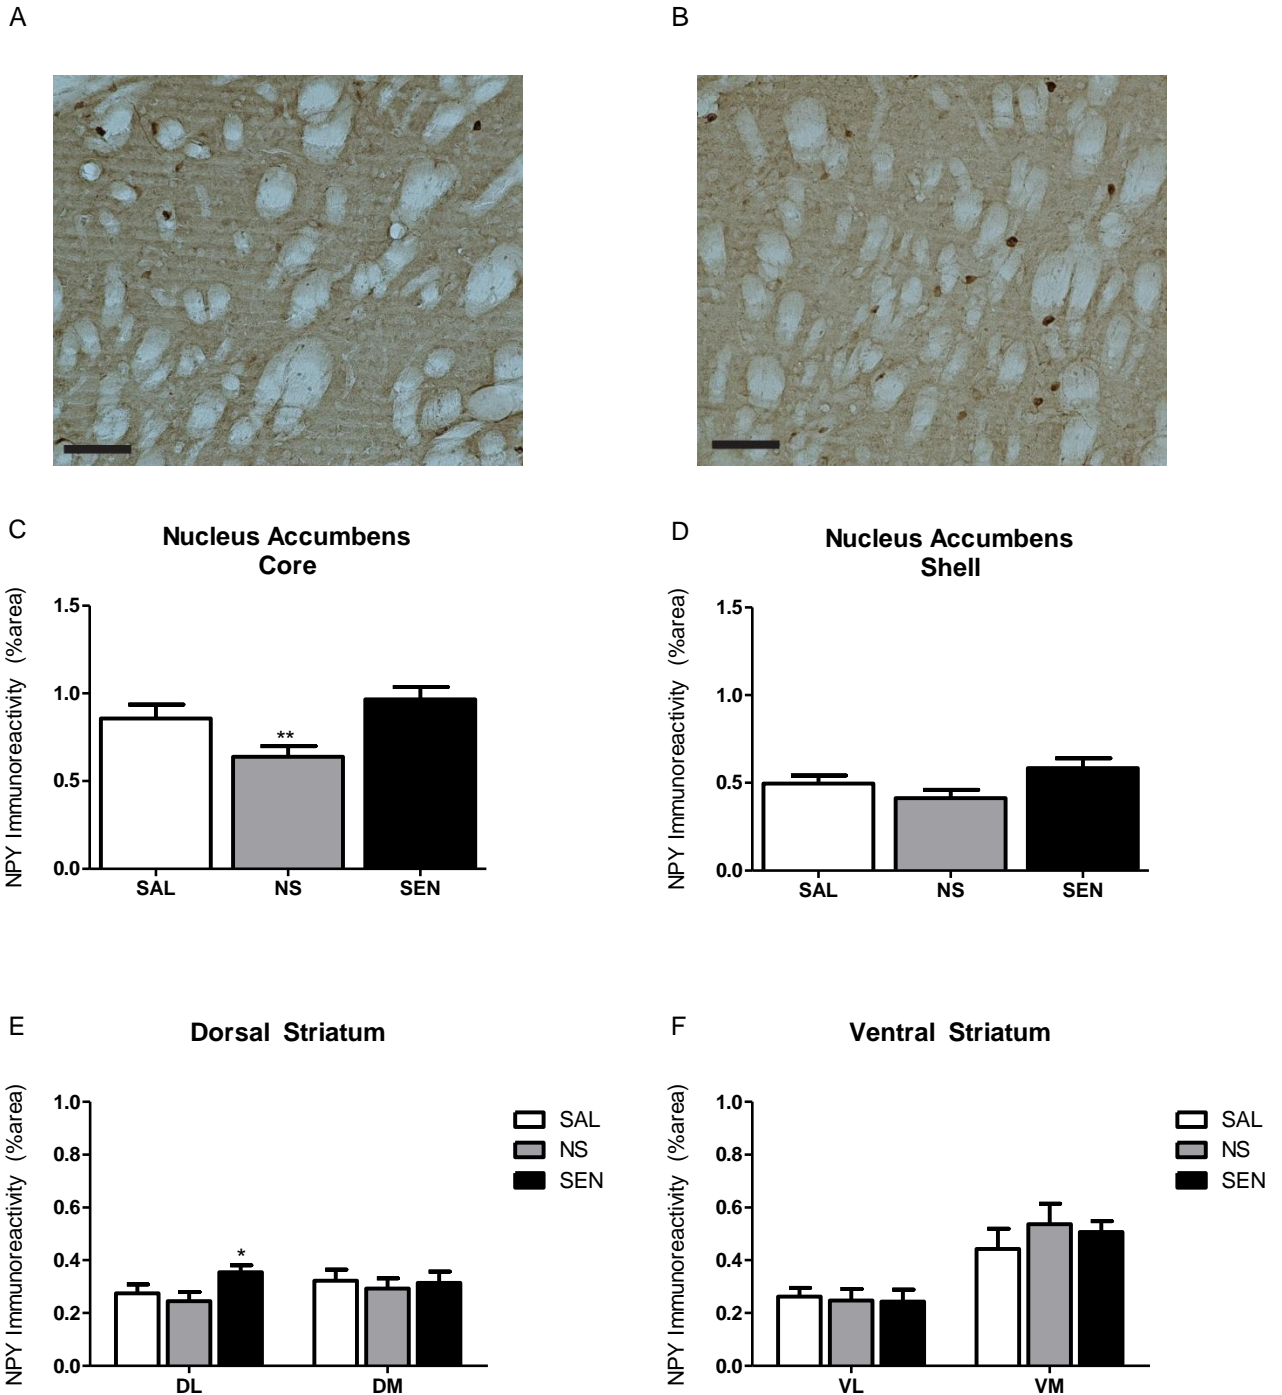 A
B
C
Nucleus Accumbens
Core
NPY Immunoreactivity (%area)
1.5
1.0
0.5
0.0
**
SAL NS SEN
D
Nucleus Accumbens
Shell
NPY Immunoreactivity (%area)
1.5
1.0
0.5
0.0
SAL NS SEN
E
Dorsal Striatum
NPY Immunoreactivity (%area)
1.0
0.8
0.6
0.4
0.2
0.0
*
DL DM
SAL
NS
SEN
F
Ventral Striatum
NPY Immunoreactivity (%area)
1.0
0.8
0.6
0.4
0.2
0.0
VL VM
SAL
NS
SEN